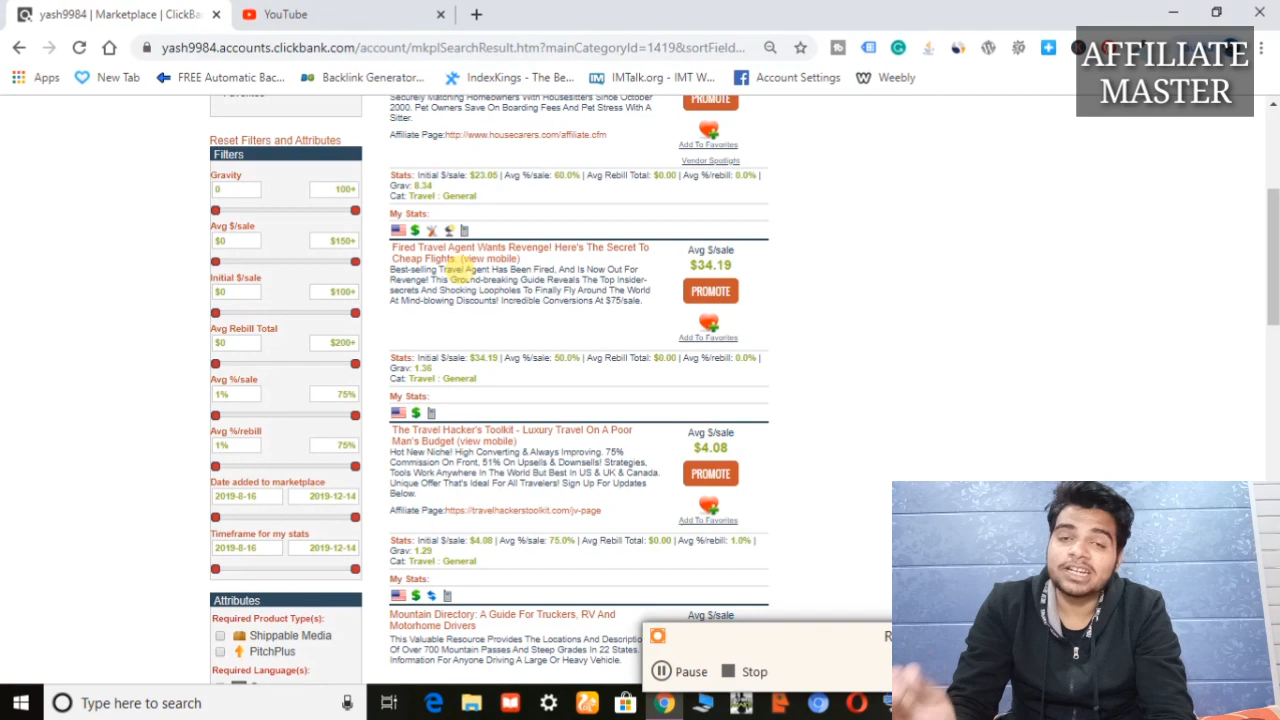 yash9984 | Marketplace | ClickBa
YouTube
yash9984.accounts.clickbank.com/account/mkplSearchResult.htm?mainCategoryId=1419&sortField...
AFFILIATE
MASTER
Apps
New Tab
FREE Automatic Bac...
Backlink Generator...
IndexKings - The Be...
IMTalk.org - IMT W...
Account Settings
Weebly
Securely Matching Homeowners With Housesitters Since October
2000. Pet Owners Save On Boarding Fees And Pet Stress With A
Sitter.
PROMOTE
Affiliate Page:http://www.housecarers.com/affiliate.cfm
Add To Favorites
Vendor Spotlight
Stats: Initial $/sale: $23.05 | Avg %/sale: 60.0% | Avg Rebill Total: $0.00 | Avg %/rebill: 0.0% |
Grav: 8.34
Cat: Travel : General
My Stats:
Reset Filters and Attributes
Filters
Gravity
0 100+
Avg $/sale
$0 $150+
Initial $/sale
$0 $100+
Avg Rebill Total
$0 $200+
Avg %/sale
1% 75%
Avg %/rebill
1% 75%
Date added to marketplace
2019-8-16 2019-12-14
Timeframe for my stats
2019-8-16 2019-12-14
Attributes
Required Product Type(s):
Shippable Media
PitchPlus
Required Language(s):
Fired Travel Agent Wants Revenge! Here's The Secret To
Cheap Flights (view mobile)
Best-selling Travel Agent Has Been Fired, And Is Now Out For
Revenge! This Ground-breaking Guide Reveals The Top Insider-
secrets And Shocking Loopholes To Finally Fly Around The World
At Mind-blowing Discounts! Incredible Conversions At $75/sale.
Avg $/sale
$34.19
PROMOTE
Add To Favorites
Stats: Initial $/sale: $34.19 | Avg %/sale: 50.0% | Avg Rebill Total: $0.00 | Avg %/rebill: 0.0% |
Grav: 1.36
Cat: Travel : General
My Stats:
The Travel Hacker's Toolkit - Luxury Travel On A Poor
Man's Budget (view mobile)
Hot New Niche! High Converting & Always Improving. 75%
Commission On Front, 51% On Upsells & Downsells! Strategies,
Tools Work Anywhere In The World But Best In US & UK & Canada.
Unique Offer That's Ideal For All Travelers! Sign Up For Updates
Below.
Avg $/sale
$4.08
PROMOTE
Affiliate Page:https://travelhackerstoolkit.com/jv-page
Add To Favorites
Stats: Initial $/sale: $4.08 | Avg %/sale: 75.0% | Avg Rebill Total: $0.00 | Avg %/rebill: 1.0% |
Grav: 1.29
Cat: Travel : General
My Stats:
Mountain Directory: A Guide For Truckers, RV And
Motorhome Drivers
This Valuable Resource Provides The Locations And Descriptio
Of Over 700 Mountain Passes And Steep Grades In 22 States.
Information For Anyone Driving A Large Or Heavy Vehicle.
Avg $/sale
R
Pause
Stop
Type here to search